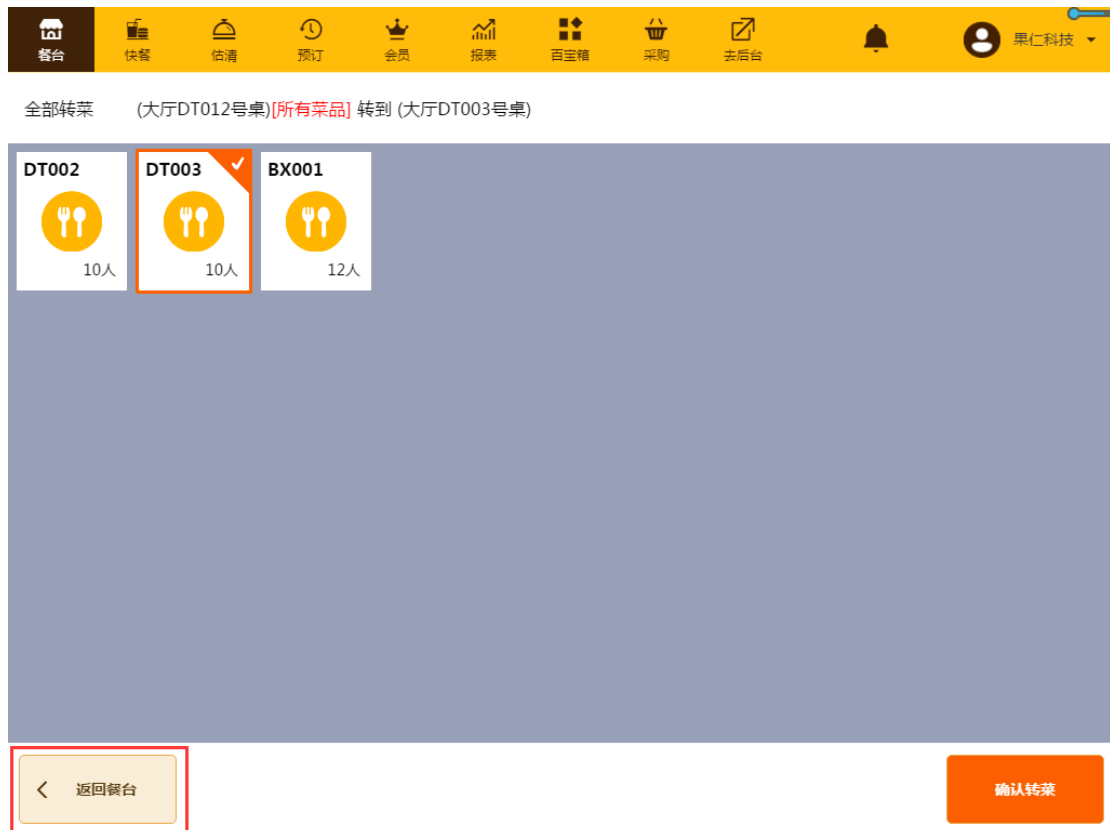 餐台 快餐 估清 预订 会员 报表 百宝箱 采购 去后台 果仁科技
全部转菜 (大厅DT012号桌)[所有菜品] 转到 (大厅DT003号桌)
DT002 DT003 BX001
10人 10人 12人
返回餐台 确认转菜